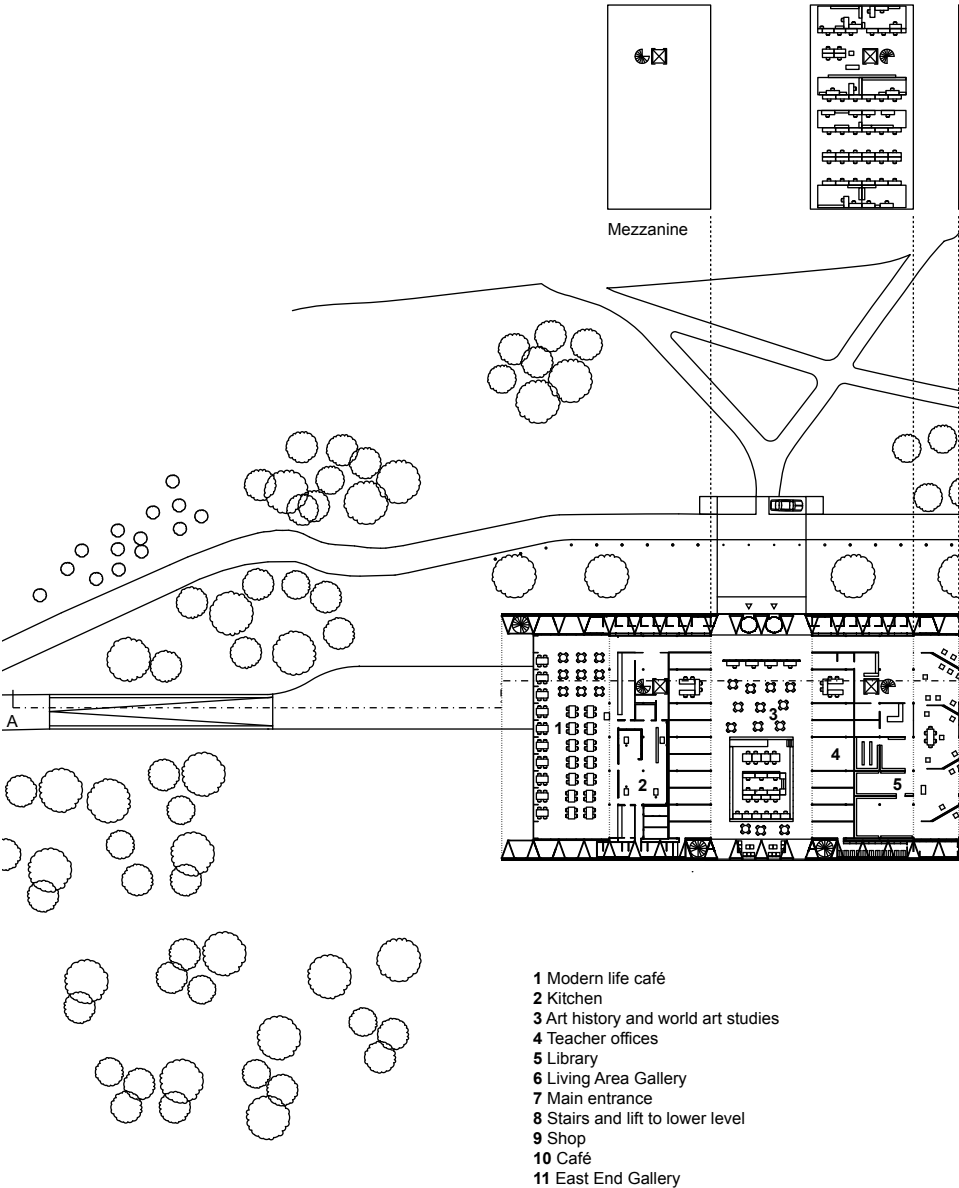 Mezzanine
A
1
2
3
4
5
1 Modern life café
2 Kitchen
3 Art history and world art studies
4 Teacher offices
5 Library
6 Living Area Gallery
7 Main entrance
8 Stairs and lift to lower level
9 Shop
10 Café
11 East End Gallery